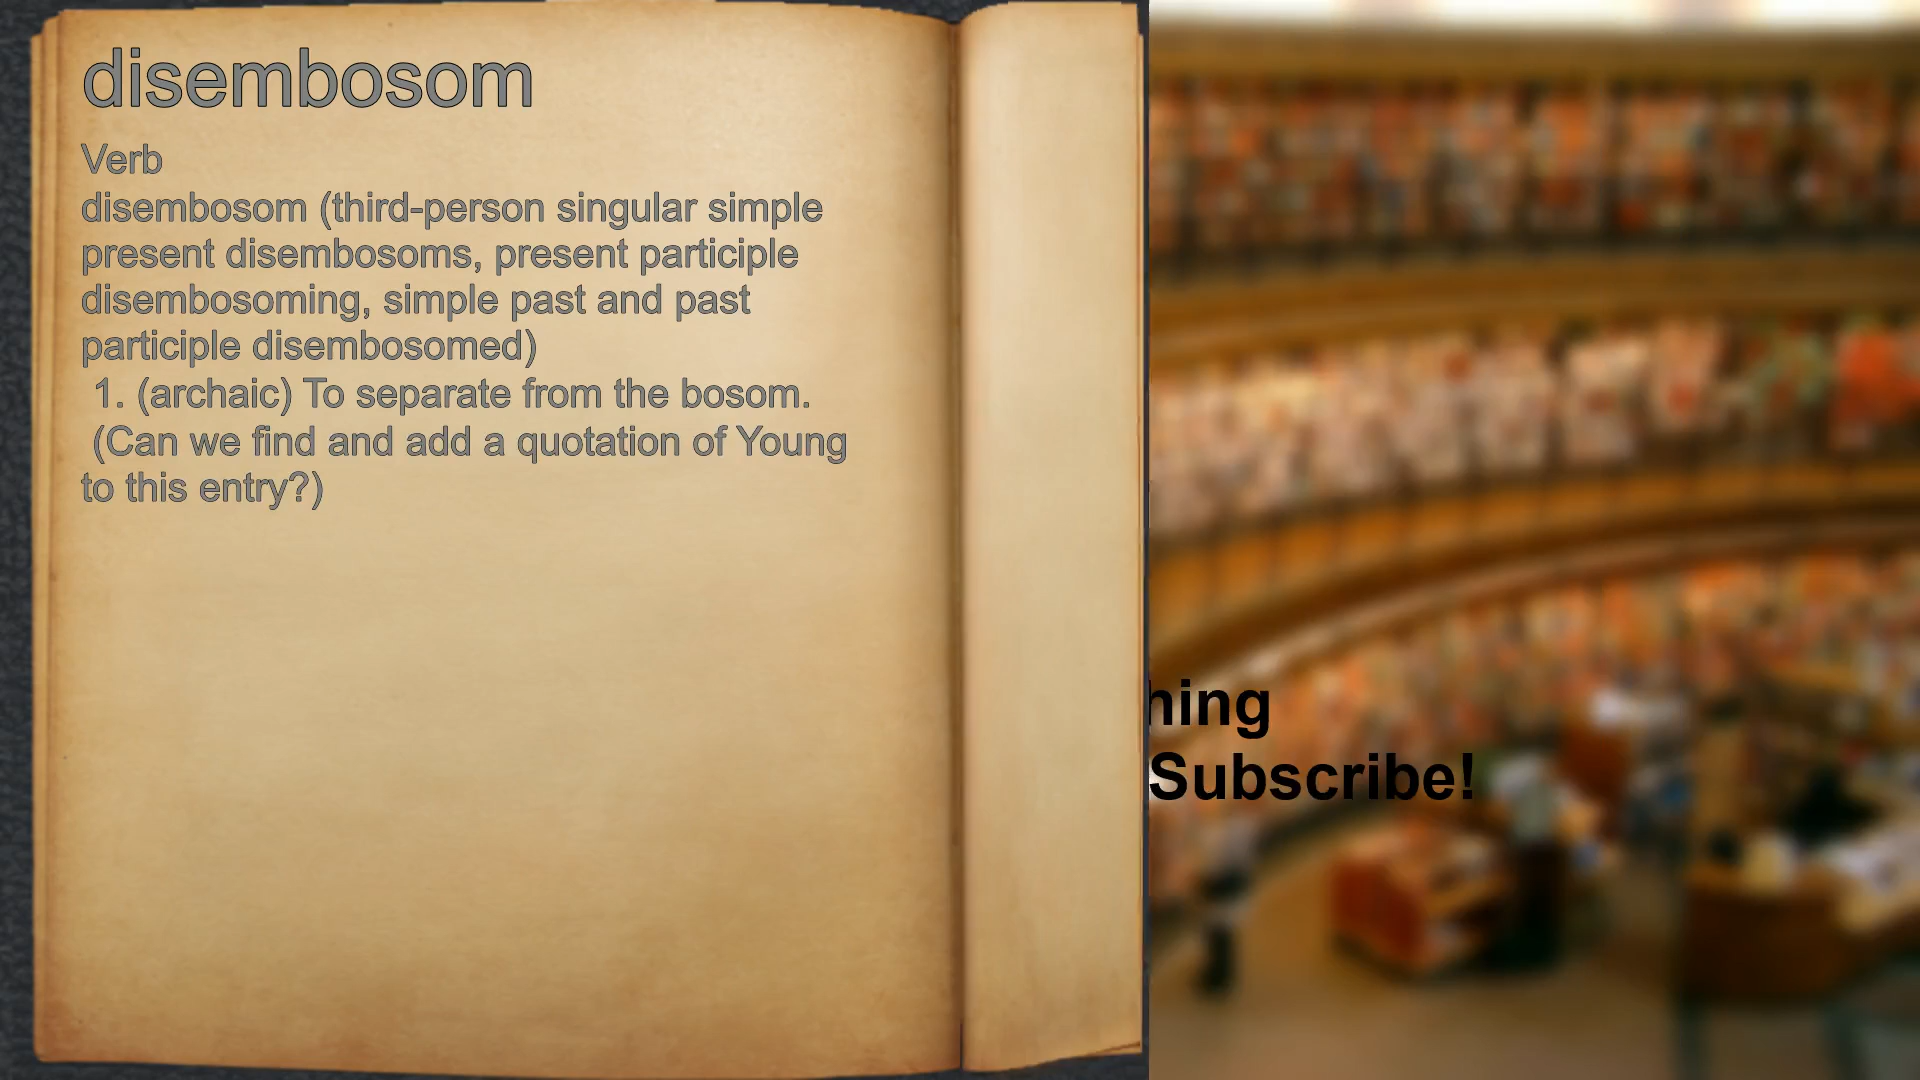 disembosom
Verb
disembosom (third-person singular simple
present disembosoms, present participle
disembosoming, simple past and past
participle disembosomed)
1. (archaic) To separate from the bosom.
(Can we find and add a quotation of Young
to this entry?)
hing
Subscribe!